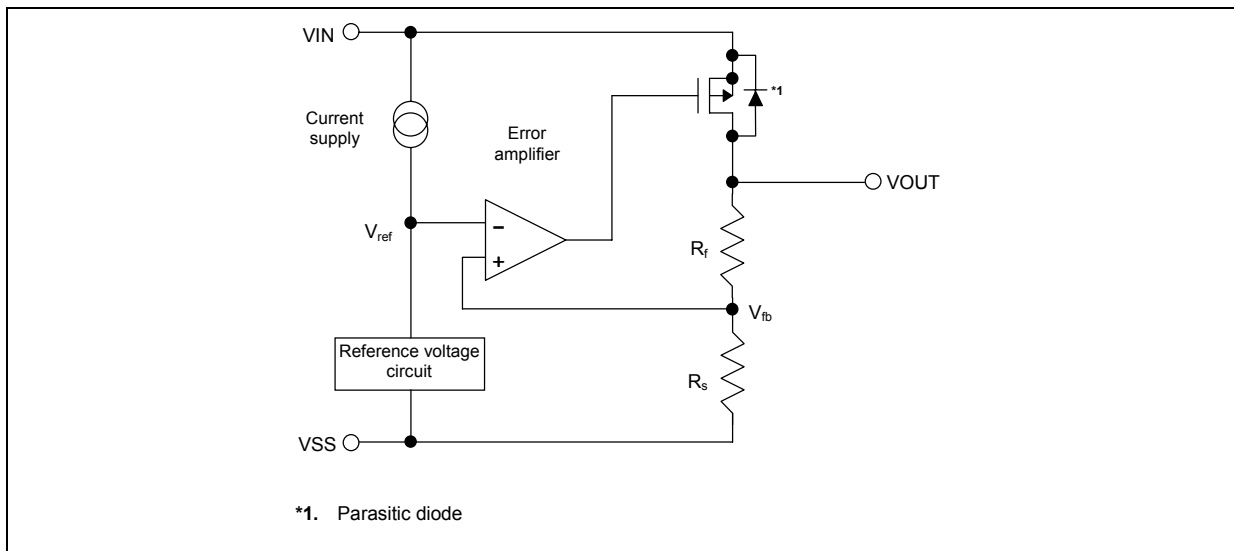 VIN
*1
Current
supply
Error
amplifier
VOUT
Vref
−
+
Rf
Vfb
Reference voltage
circuit
Rs
VSS
*1. Parasitic diode